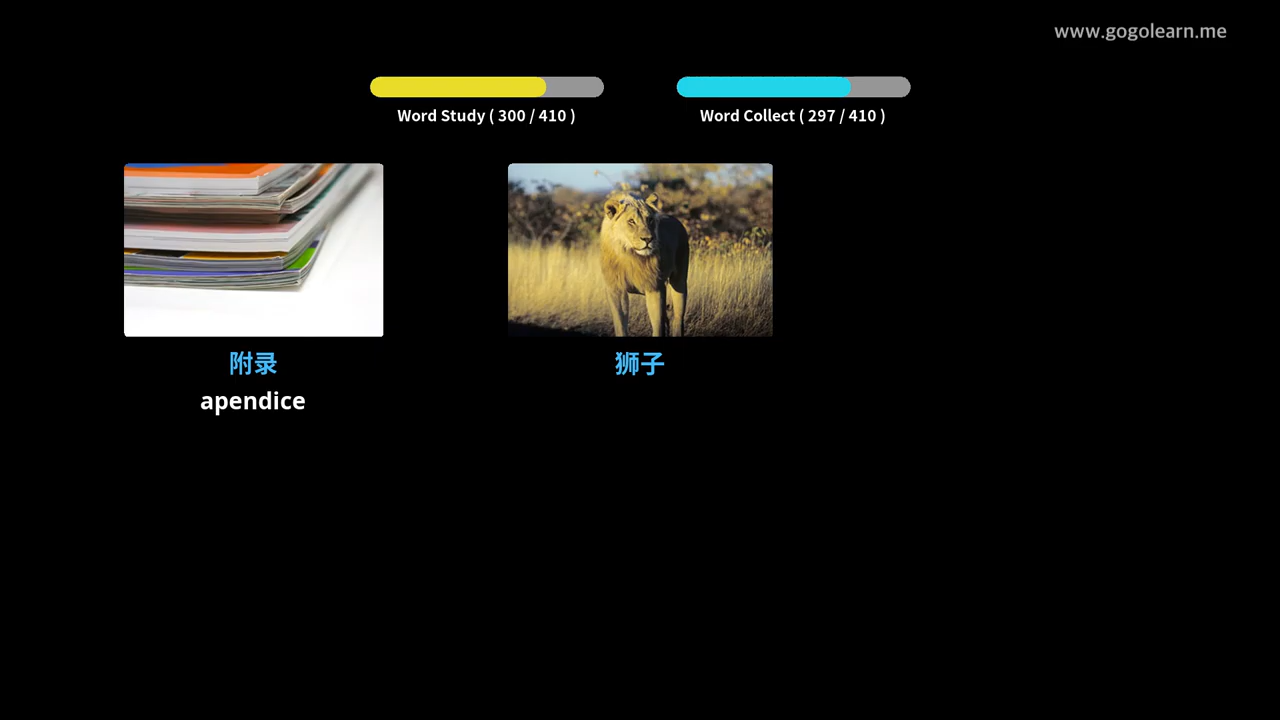 www.gogolearn.me
Word Study ( 300 / 410 )
Word Collect ( 297 / 410 )
附录
狮子
apendice